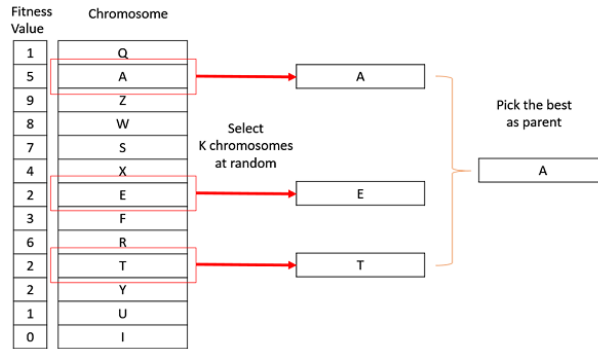 Fitness Value Chromosome
1 Q
5 A
9 Z
8 W
7 S
4 X
2 E
3 F
6 R
2 T
2 Y
1 U
0 I
Select
K chromosomes
at random
A
E
T
Pick the best
as parent
A